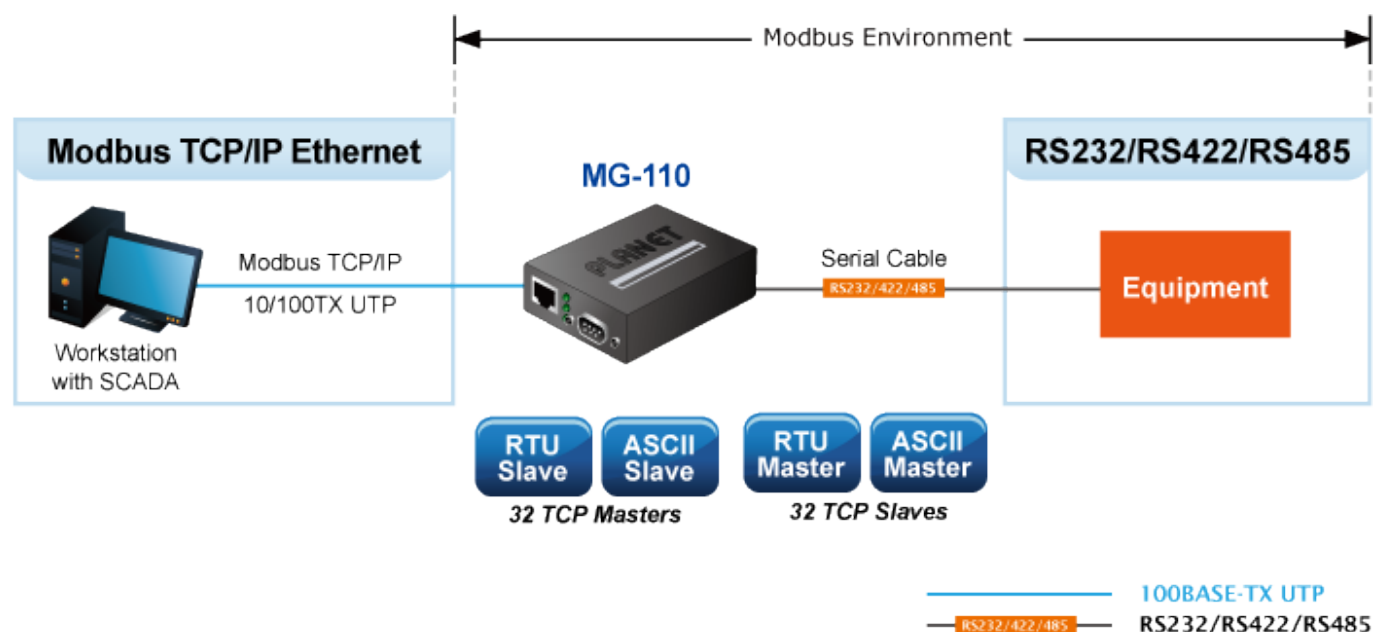 Modbus Environment
Modbus TCP/IP Ethernet
RS232/RS422/RS485
MG-110
PLANET
Modbus TCP/IP
10/100TX UTP
Serial Cable
RS232/422/485
Equipment
Workstation
with SCADA
RTU
Slave
ASCII
Slave
RTU
Master
ASCII
Master
32 TCP Masters
32 TCP Slaves
100BASE-TX UTP
RS232/422/485
RS232/RS422/RS485